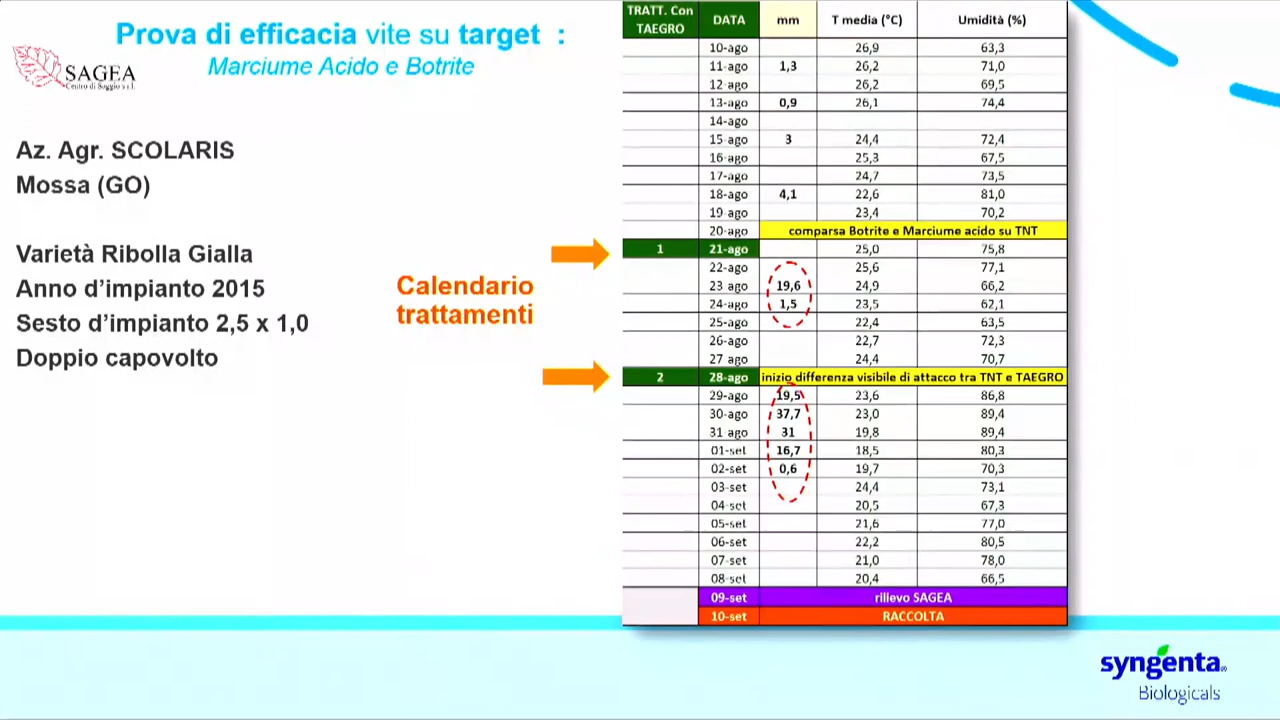 Prova di efficacia vite su target :
Marciume Acido e Botrite
SAGEA
Centro di Saggio s.r.l.
Az. Agr. SCOLARIS
Mossa (GO)
Varietà Ribolla Gialla
Anno d'impianto 2015
Sesto d'impianto 2,5 x 1,0
Doppio capovolto
Calendario
trattamenti
TRATT. Con TAEGRO DATA mm T media (°C) Umidità (%)
10-ago 26,9 63,3
11-ago 1,3 26,2 71,0
12-ago 26,2 69,5
13-ago 0,9 26,1 74,4
14-ago
15-ago 3 24,4 72,4
16-ago 25,3 67,5
17-ago 24,7 73,5
18-ago 4,1 22,6 81,0
19-ago 23,4 70,2
20-ago comparsa Botrite e Marciume acido su TNT
1 21-ago 25,0 75,8
22-ago 25,6 77,1
23-ago 19,6 24,9 66,2
24-ago 1,5 23,5 62,1
25-ago 22,4 63,5
26-ago 22,7 72,3
27-ago 24,4 70,7
2 28-ago inizio differenza visibile di attacco tra TNT e TAEGRO
29-ago 19,5 23,6 86,8
30-ago 37,7 23,0 89,4
31-ago 31 19,8 89,4
01-set 16,7 18,5 80,3
02-set 0,6 19,7 70,3
03-set 24,4 73,1
04-set 20,5 67,3
05-set 21,6 77,0
06-set 22,2 80,5
07-set 21,0 78,0
08-set 20,4 66,5
09-set rilievo SAGEA
10-set RACCOLTA
syngenta®
Biologicals